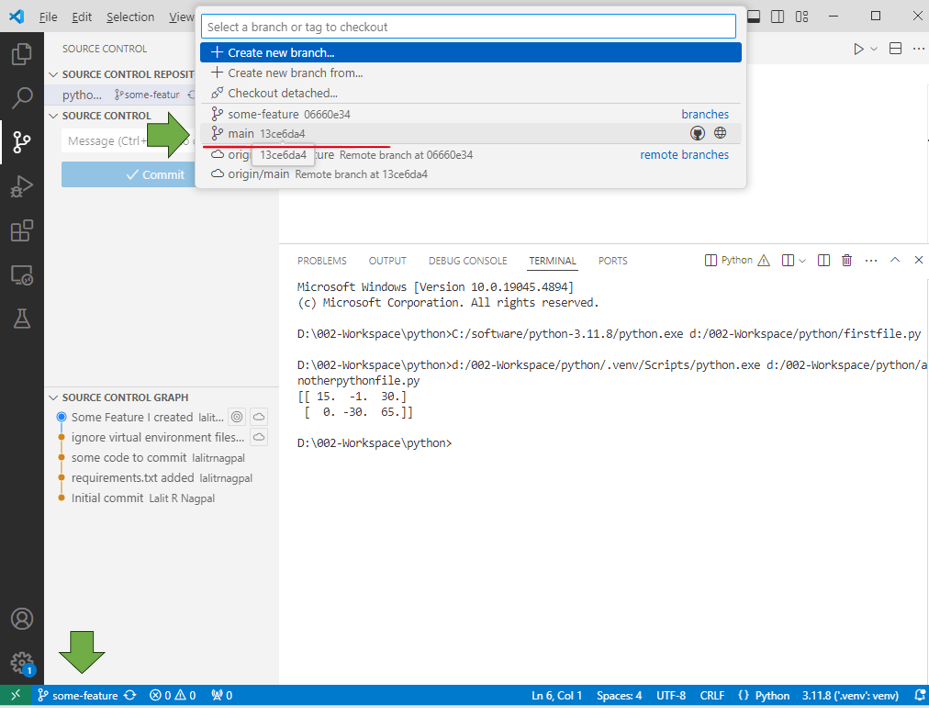 File Edit Selection View
Select a branch or tag to checkout
Create new branch...
Create new branch from...
Checkout detached...
some-feature 06660e34 branches
main 13ce6da4
13ce6da4
Remote branch at 06660e34 remote branches
origin/main Remote branch at 13ce6da4
SOURCE CONTROL
SOURCE CONTROL REPOSIT
pytho... some-featur
SOURCE CONTROL
Message (Ctrl+
Commit
PROBLEMS OUTPUT DEBUG CONSOLE TERMINAL PORTS
Python
Microsoft Windows [Version 10.0.19045.4894]
(c) Microsoft Corporation. All rights reserved.
D:\002-Workspace\python>C:/software/python-3.11.8/python.exe d:/002-Workspace/python/firstfile.py
D:\002-Workspace\python>d:/002-Workspace/python/.venv/Scripts/python.exe d:/002-Workspace/python/a
notherpythonfile.py
[[ 15. -1. 30.]
[ 0. -30. 65.]]
D:\002-Workspace\python>
SOURCE CONTROL GRAPH
Some Feature I created lalit...
ignore virtual environment files...
some code to commit lalitrnagpal
requirements.txt added lalitrnagpal
Initial commit Lalit R Nagpal
1
some-feature 0 0 0
Ln 6, Col 1 Spaces: 4 UTF-8 CRLF {} Python 3.11.8 ('.venv': venv)